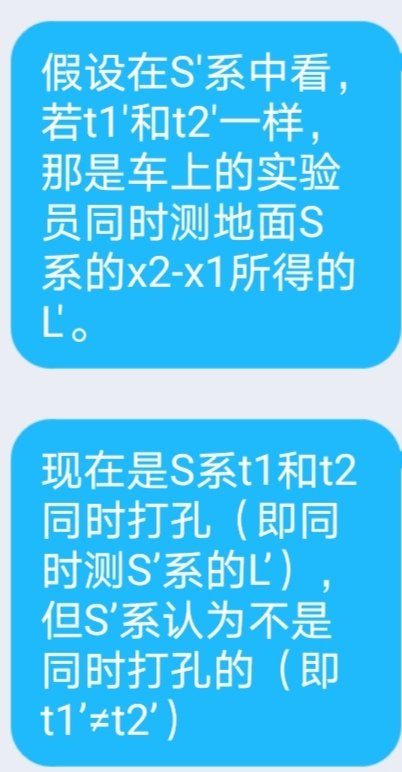 假设在S'系中看，
若t1'和t2'一样，
那是车上的实验
员同时测地面S
系的x2-x1所得的
L'。
现在是S系t1和t2
同时打孔（即同
时测S′系的L′），
但S′系认为不是
同时打孔的（即
t1′≠t2′）